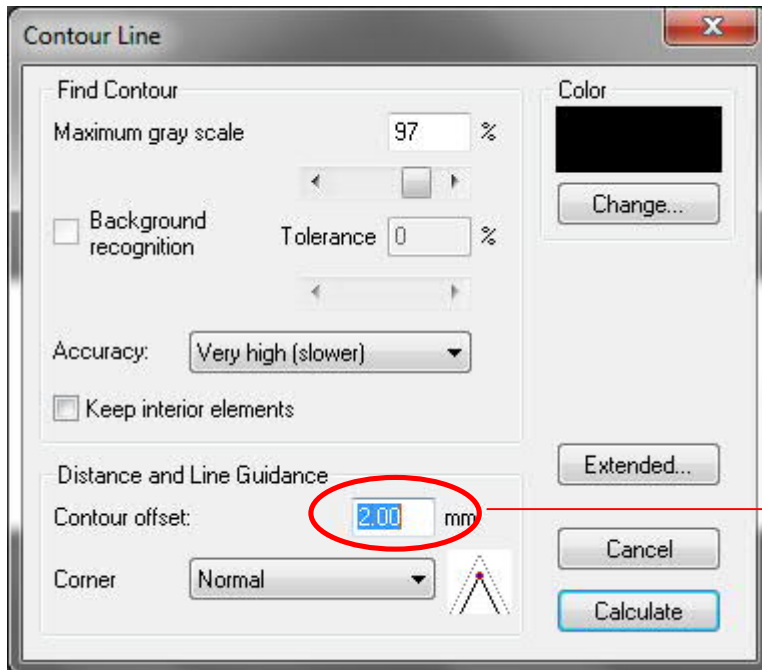 Contour Line
Find Contour
Maximum gray scale 97 %
Background
recognition
Tolerance 0 %
Accuracy: Very high (slower)
Keep interior elements
Distance and Line Guidance
Contour offset: 2.00 mm
Corner Normal
Color
Change...
Extended...
Cancel
Calculate